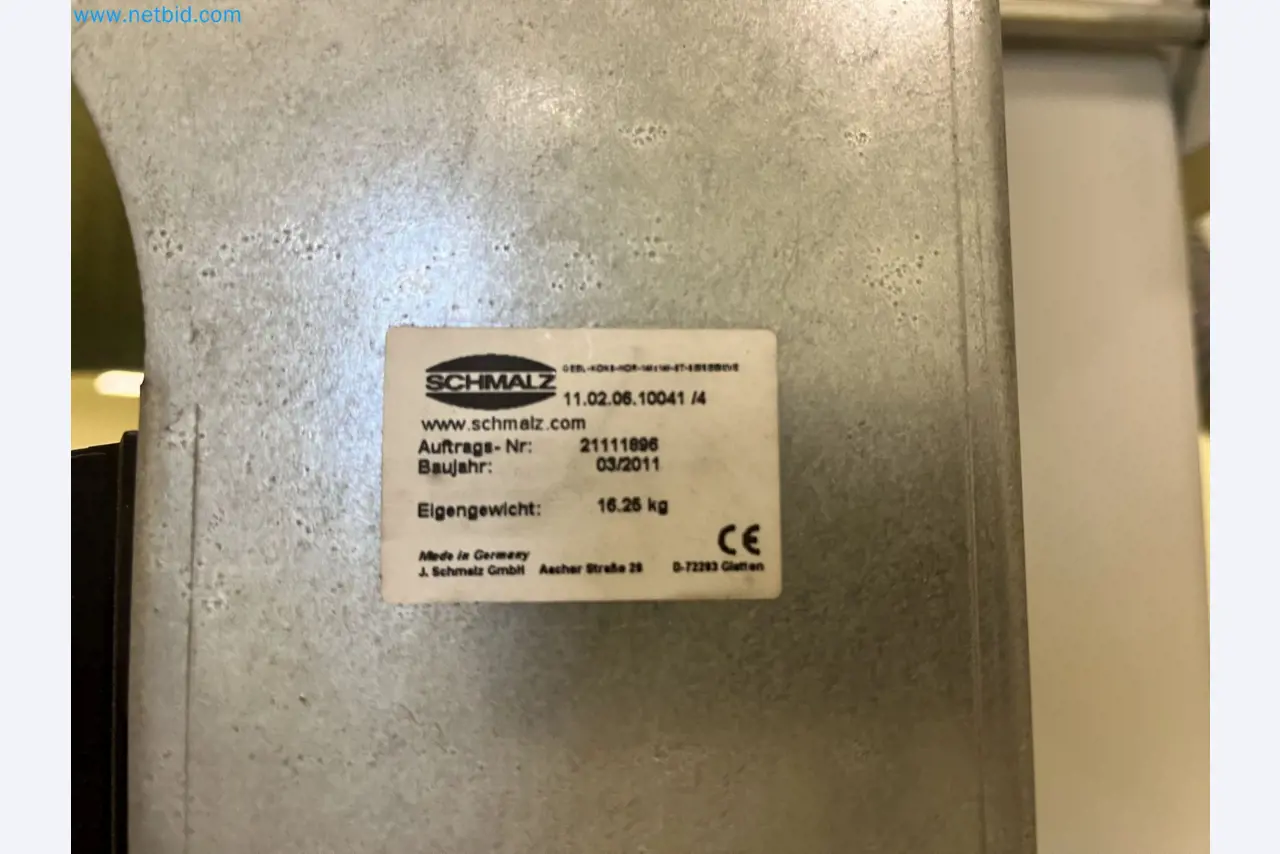 www.netbid.com
SCHMALZ
11.02.06.10041 /4
www.schmalz.com
Auftrags- Nr: 21111896
Baujahr: 03/2011
Eigengewicht: 16.25 kg
CE
Made in Germany
J. Schmalz GmbH Aacher Straße 29 D-72293 Glatten